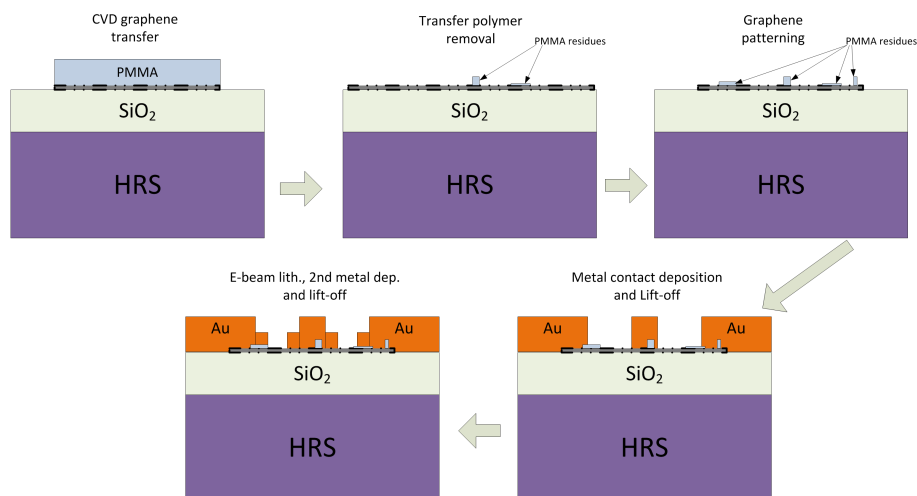 CVD graphene
transfer
PMMA
SiO₂
HRS
Transfer polymer
removal
PMMA residues
SiO₂
HRS
Graphene
patterning
PMMA residues
SiO₂
HRS
E-beam lith., 2nd metal dep.
and lift-off
Au
Au
SiO₂
HRS
Metal contact deposition
and Lift-off
Au
Au
SiO₂
HRS